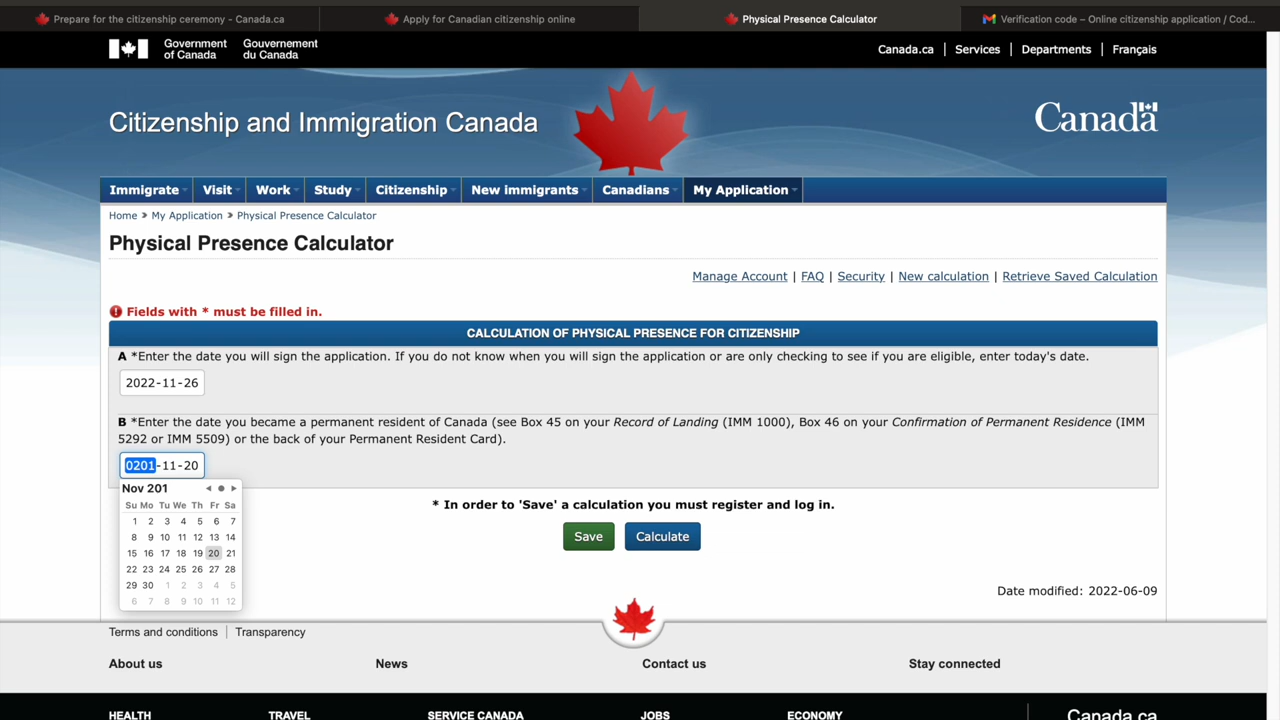 Prepare for the citizenship ceremony - Canada.ca
Apply for Canadian citizenship online
Physical Presence Calculator
Verification code – Online citizenship application / Cod...
Government of Canada
Gouvernement du Canada
Canada.ca | Services | Departments | Français
Citizenship and Immigration Canada
Canada
Immigrate Visit Work Study Citizenship New immigrants Canadians My Application
Home » My Application » Physical Presence Calculator
Physical Presence Calculator
Manage Account | FAQ | Security | New calculation | Retrieve Saved Calculation
Fields with * must be filled in.
CALCULATION OF PHYSICAL PRESENCE FOR CITIZENSHIP
A *Enter the date you will sign the application. If you do not know when you will sign the application or are only checking to see if you are eligible, enter today's date.
2022-11-26
B *Enter the date you became a permanent resident of Canada (see Box 45 on your Record of Landing (IMM 1000), Box 46 on your Confirmation of Permanent Residence (IMM
5292 or IMM 5509) or the back of your Permanent Resident Card).
0201-11-20
Nov 201
Su Mo Tu We Th Fr Sa
1 2 3 4 5 6 7
8 9 10 11 12 13 14
15 16 17 18 19 20 21
22 23 24 25 26 27 28
29 30 1 2 3 4 5
6 7 8 9 10 11 12
* In order to 'Save' a calculation you must register and log in.
Save Calculate
Date modified: 2022-06-09
Terms and conditions | Transparency
About us News Contact us Stay connected
HEALTH TRAVEL SERVICE CANADA JOBS ECONOMY
Canada